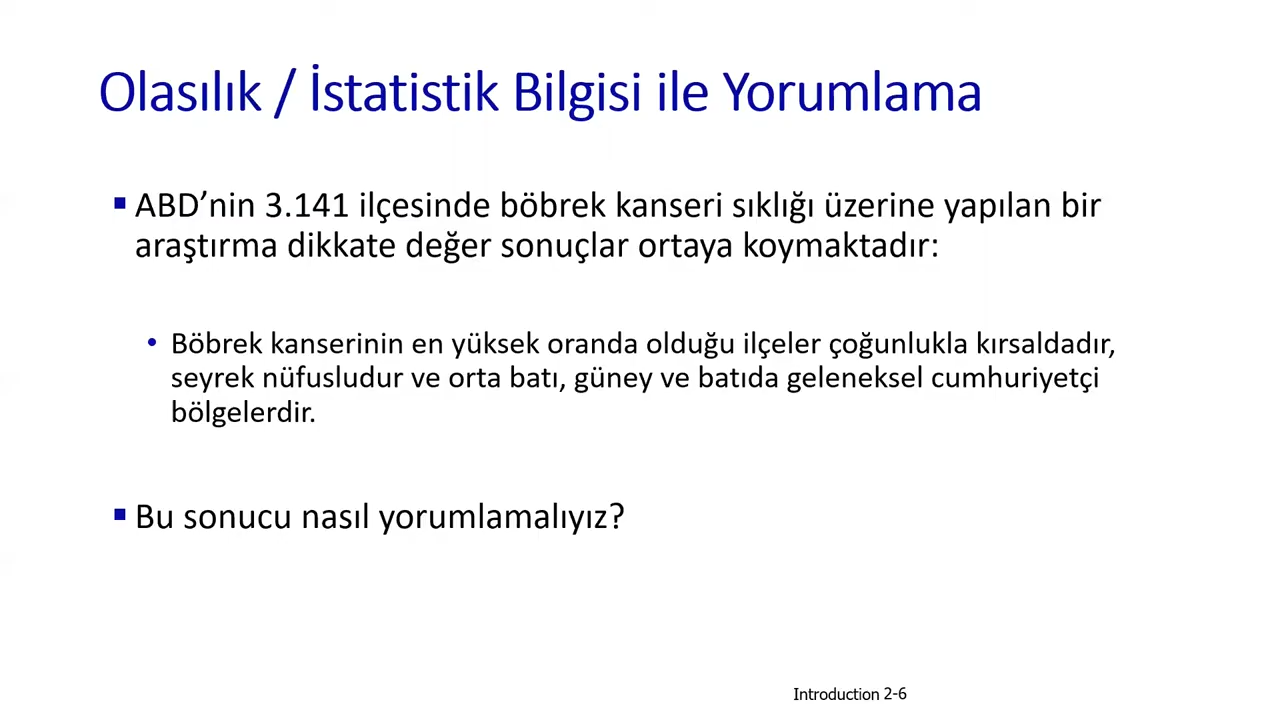 Olasılık / İstatistik Bilgisi ile Yorumlama
▪ ABD’nin 3.141 ilçesinde böbrek kanseri sıklığı üzerine yapılan bir
araştırma dikkate değer sonuçlar ortaya koymaktadır:
• Böbrek kanserinin en yüksek oranda olduğu ilçeler çoğunlukla kırsaldadır,
seyrek nüfusludur ve orta batı, güney ve batıda geleneksel cumhuriyetçi
bölgelerdir.
▪ Bu sonucu nasıl yorumlamalıyız?
Introduction 2-6